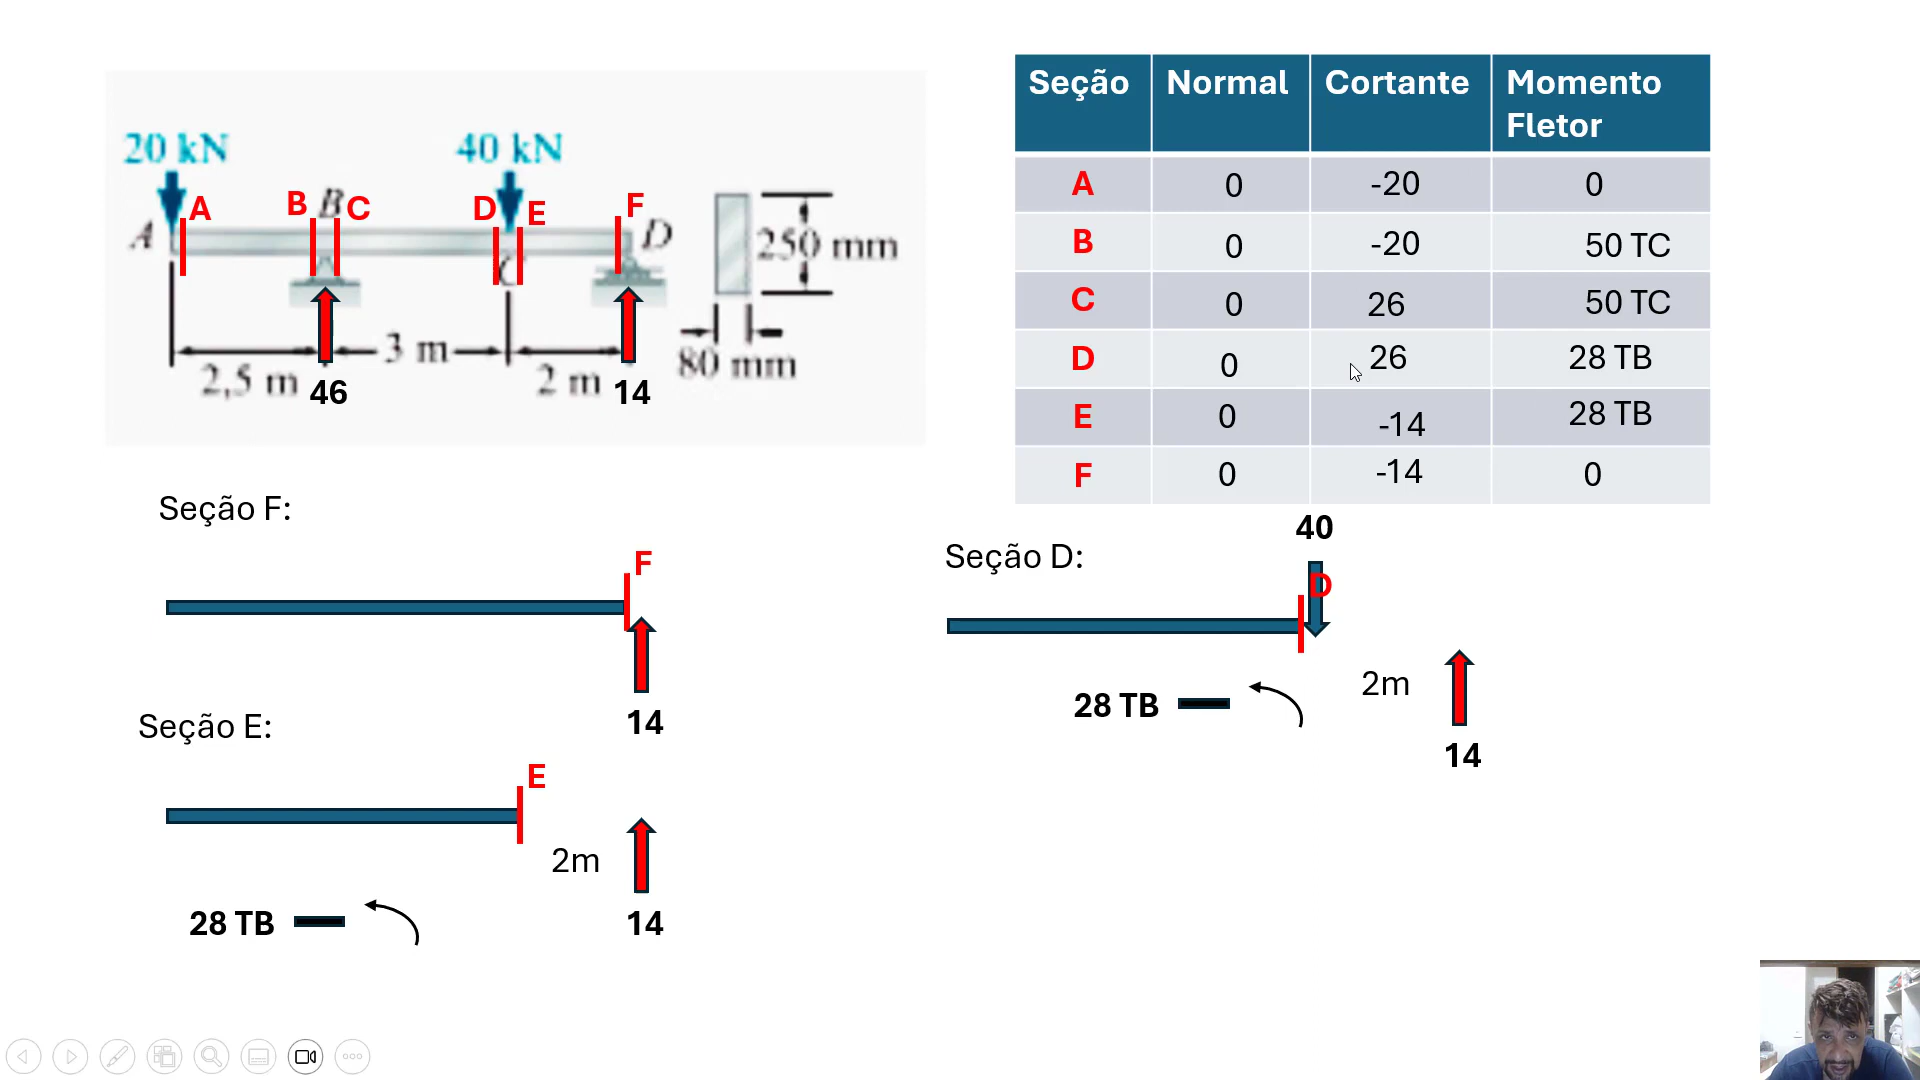 20 kN
40 kN
A
B
B
C
D
E
F
A
C
D
250 mm
2,5 m
46
3 m
2 m
14
80 mm
Seção Normal Cortante Momento Fletor
A 0 -20 0
B 0 -20 50 TC
C 0 26 50 TC
D 0 26 28 TB
E 0 -14 28 TB
F 0 -14 0
Seção F:
F
14
Seção E:
E
2m
28 TB
14
Seção D:
40
D
2m
28 TB
14